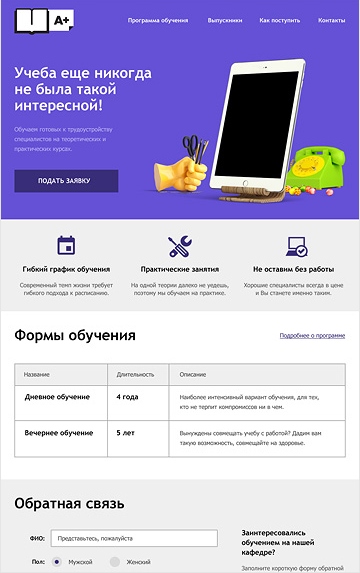 A+
Программа обучения Выпускники Как поступить Контакты
Учеба еще никогда
не была такой
интересной!
Обучаем готовых к трудоустройству
специалистов на теоретических и
практических курсах.
ПОДАТЬ ЗАЯВКУ
Гибкий график обучения
Современный темп жизни требует
гибкого подхода к расписанию.
Практические занятия
На одной теории далеко не уедешь,
поэтому мы обучаем на практике.
Не оставим без работы
Хорошие специалисты всегда в цене
и Вы станете именно таким.
Формы обучения
Подробнее о программе
Название Длительность Описание
Дневное обучение 4 года Наиболее интенсивный вариант обучения, для тех,
кто не терпит компромиссов ни в чем.
Вечернее обучение 5 лет Вынуждены совмещать учебу с работой? Дадим вам
такую возможность, совмещайте на здоровье.
Обратная связь
ФИО: Представьтесь, пожалуйста
Пол: Мужской Женский
Заинтересовались
обучением на нашей
кафедре?
Заполните короткую форму обратной